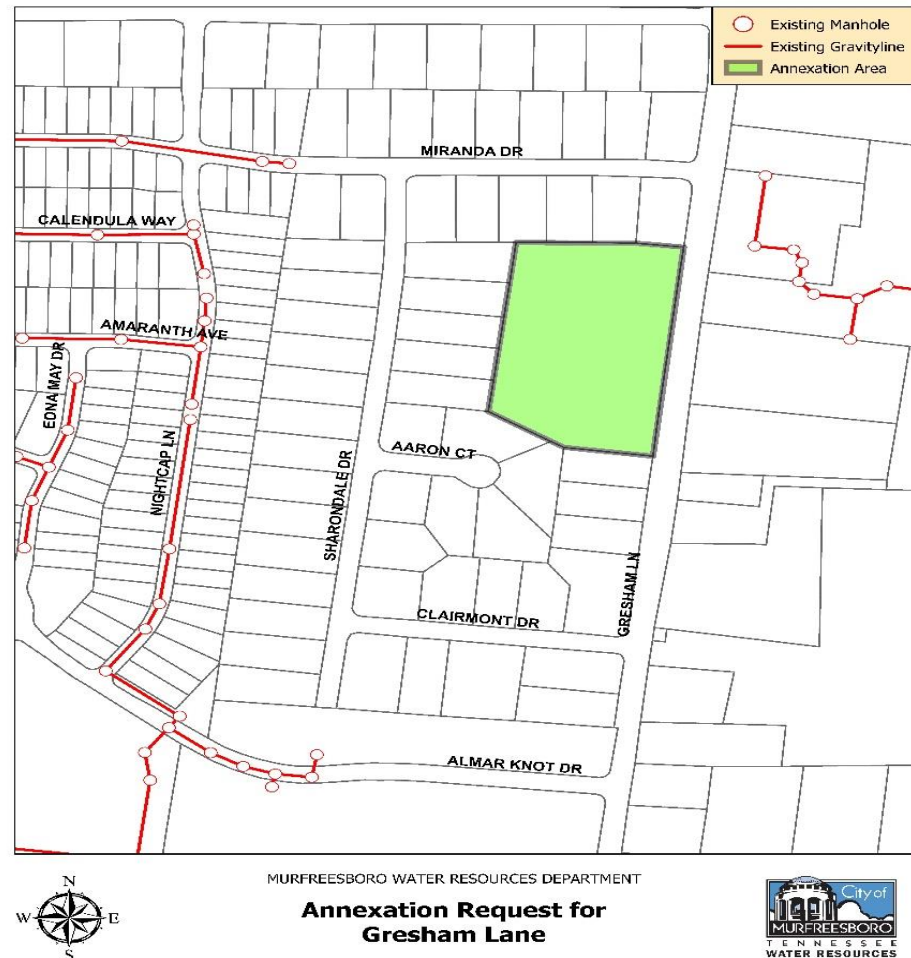 Existing Manhole
Existing Gravityline
Annexation Area
MIRANDA DR
CALENDULA WAY
AMARANTH AVE
EDNA MAY DR
NIGHTCAP LN
SHARONDALE DR
AARON CT
GRESHAM LN
CLAIRMONT DR
ALMAR KNOT DR
N
W
E
S
MURFREESBORO WATER RESOURCES DEPARTMENT
Annexation Request for
Gresham Lane
City of
MURFREESBORO
TENNESSEE
WATER RESOURCES